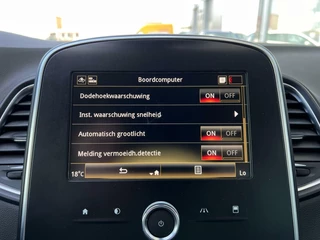 Boordcomputer
Dodehoekwaarschuwing ON OFF
Inst. waarschuwing snelheid
Automatisch grootlicht ON OFF
Melding vermoeidh.detectie ON OFF
18°C Lo